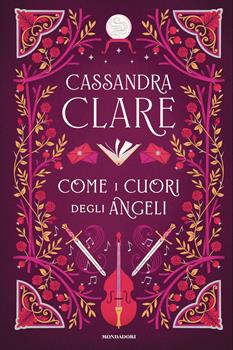 CASSANDRA
CLARE
COME I CUORI
DEGLI ANGELI
MONDADORI